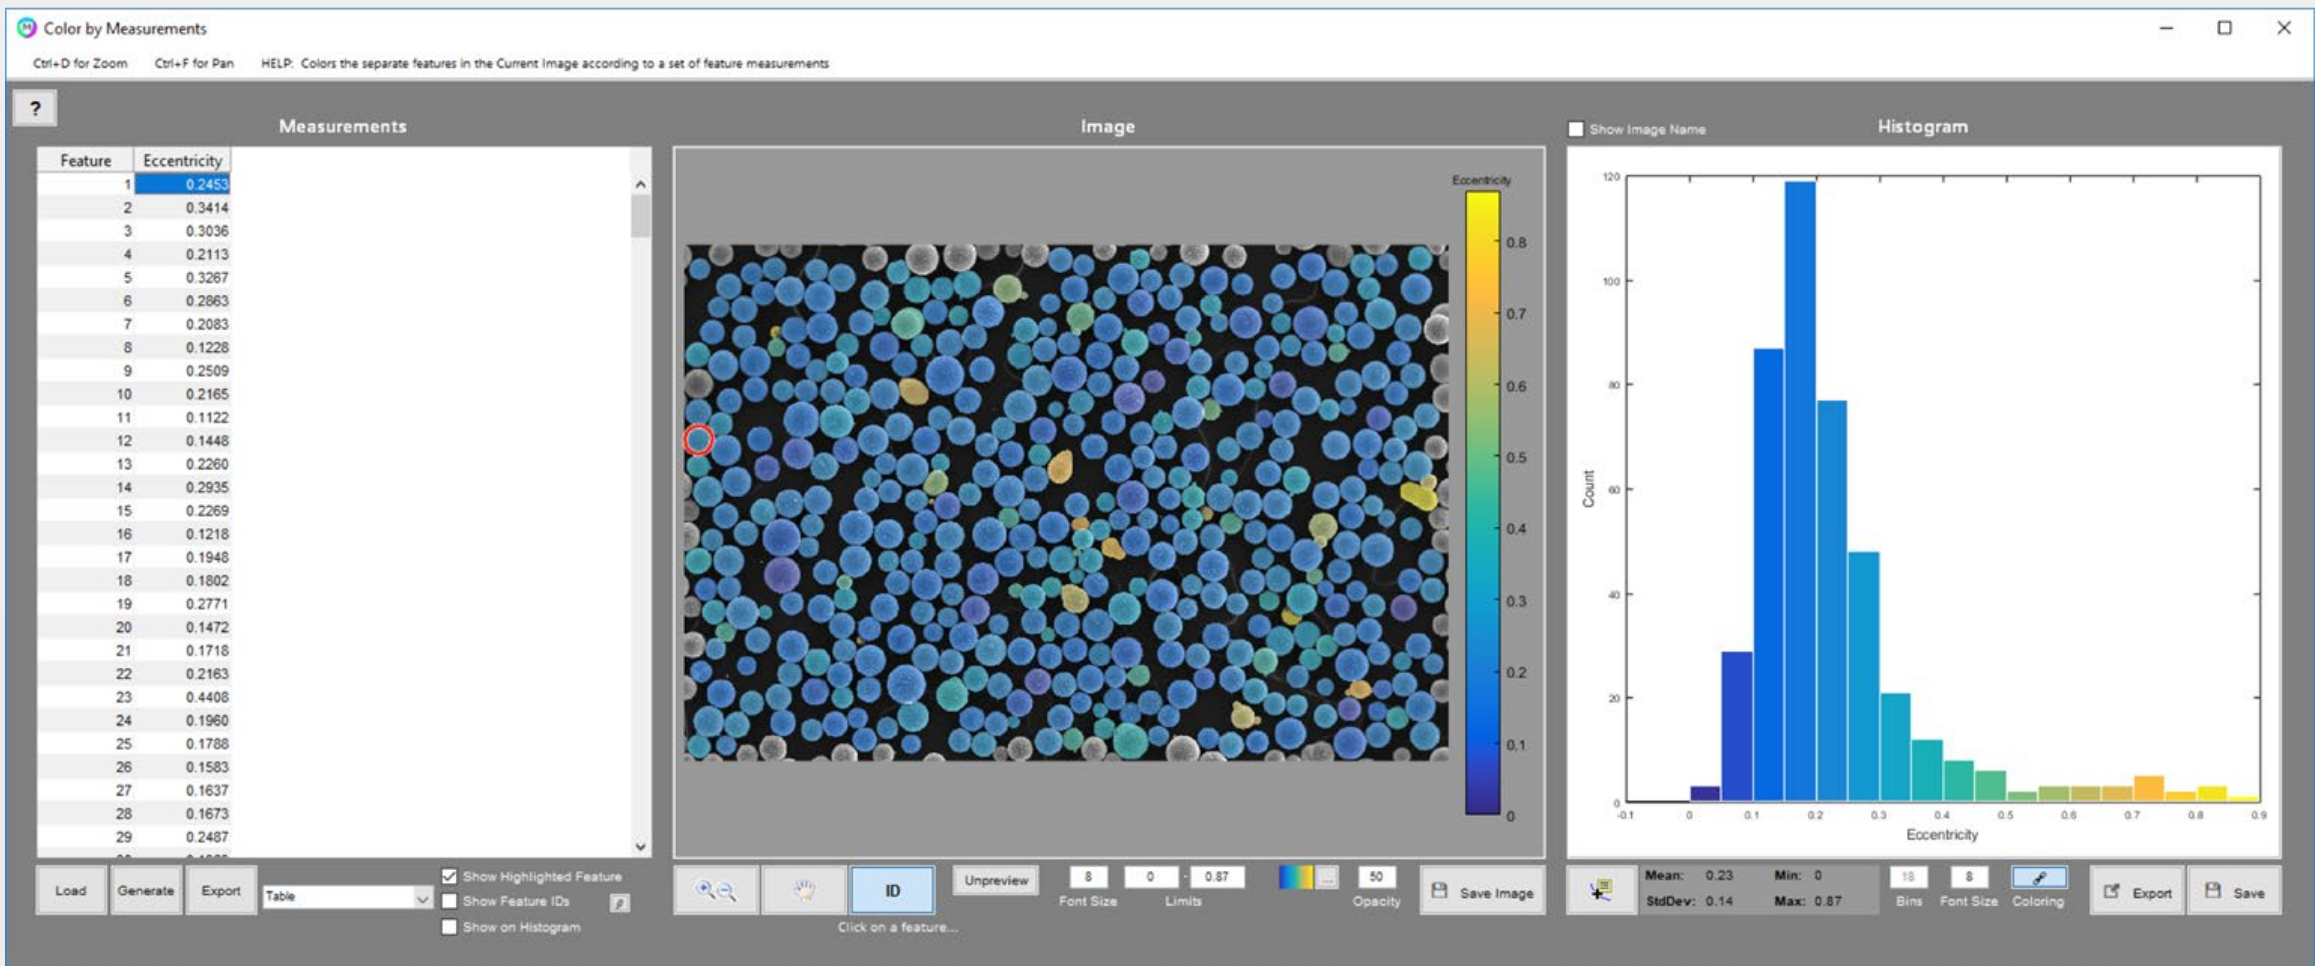 Color by Measurements
Ctrl+D for Zoom Ctrl+F for Pan HELP: Colors the separate features in the Current Image according to a set of feature measurements
?
Measurements
Feature Eccentricity
1 0.2453
2 0.3414
3 0.3036
4 0.2113
5 0.3267
6 0.2863
7 0.2083
8 0.1228
9 0.2509
10 0.2165
11 0.1122
12 0.1448
13 0.2260
14 0.2935
15 0.2269
16 0.1218
17 0.1948
18 0.1802
19 0.2771
20 0.1472
21 0.1718
22 0.2163
23 0.4408
24 0.1960
25 0.1788
26 0.1583
27 0.1637
28 0.1673
29 0.2487
Load Generate Export Table
Show Highlighted Feature
Show Feature IDs
Show on Histogram
Image
Eccentricity
0.8
0.7
0.6
0.5
0.4
0.3
0.2
0.1
0
ID
Click on a feature...
Unpreview
8 0 - 0.87 ... 50
Font Size Limits Opacity
Save Image
Show Image Name
Histogram
120
100
80
60
40
20
0
Count
-0.1 0 0.1 0.2 0.3 0.4 0.5 0.6 0.7 0.8 0.9
Eccentricity
Mean: 0.23 Min: 0
StdDev: 0.14 Max: 0.87
18 8
Bins Font Size Coloring
Export Save